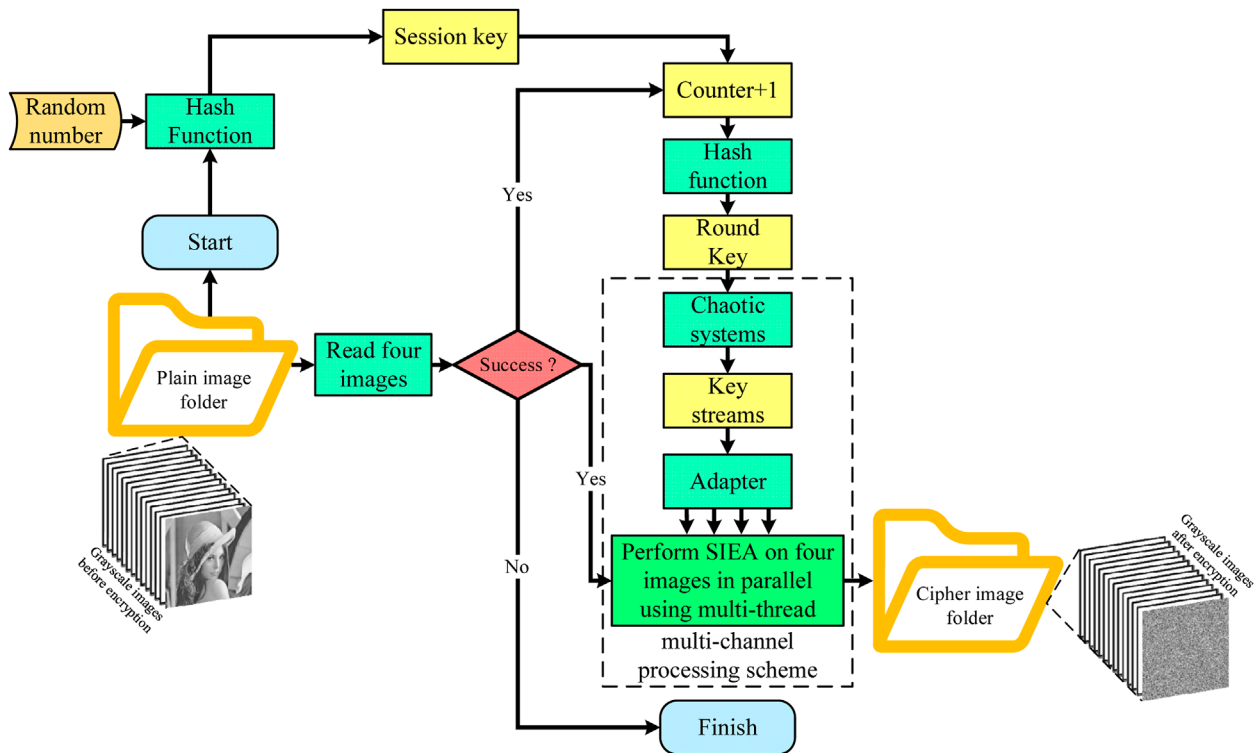 Session key
Random
number
Hash
Function
Counter+1
Hash
function
Yes
Start
Round
Key
Chaotic
systems
Plain image
folder
Read four
images
Success ?
Key
streams
Yes
Adapter
No
Perform SIEA on four
images in parallel
using multi-thread
multi-channel
processing scheme
Cipher image
folder
Grayscale images
before encryption
Grayscale images
after encryption
Finish